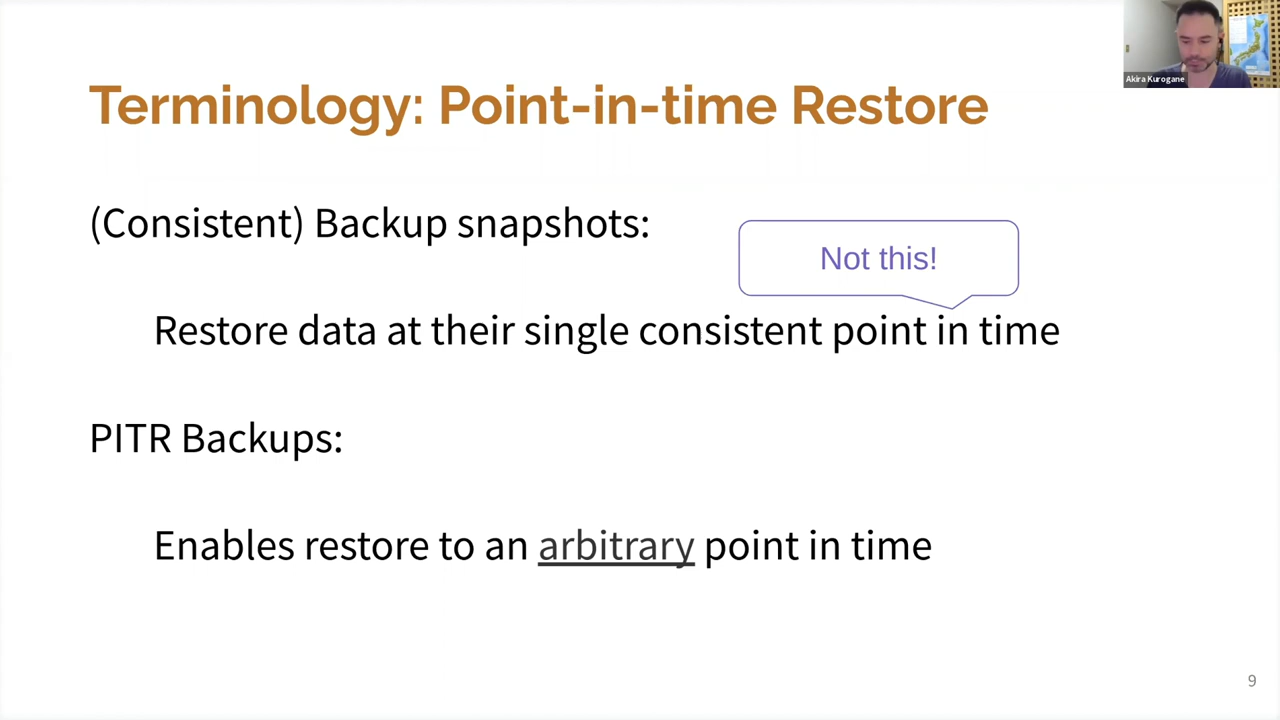 Akira Kurogane
Terminology: Point-in-time Restore
(Consistent) Backup snapshots:
Not this!
Restore data at their single consistent point in time
PITR Backups:
Enables restore to an arbitrary point in time
9